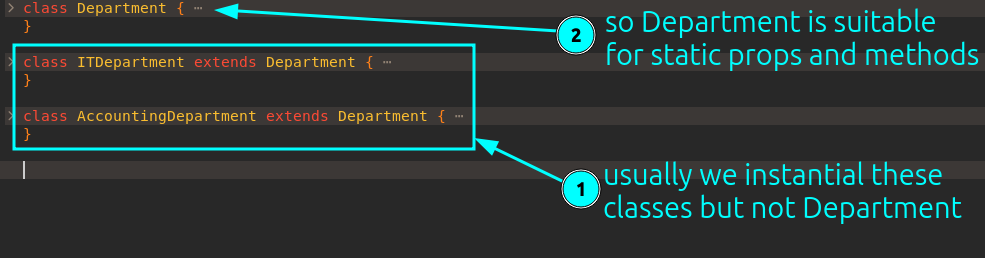 class Department { ⋯
}
2
so Department is suitable
for static props and methods
class ITDepartment extends Department { ⋯
}
class AccountingDepartment extends Department { ⋯
}
1
usually we instantial these
classes but not Department